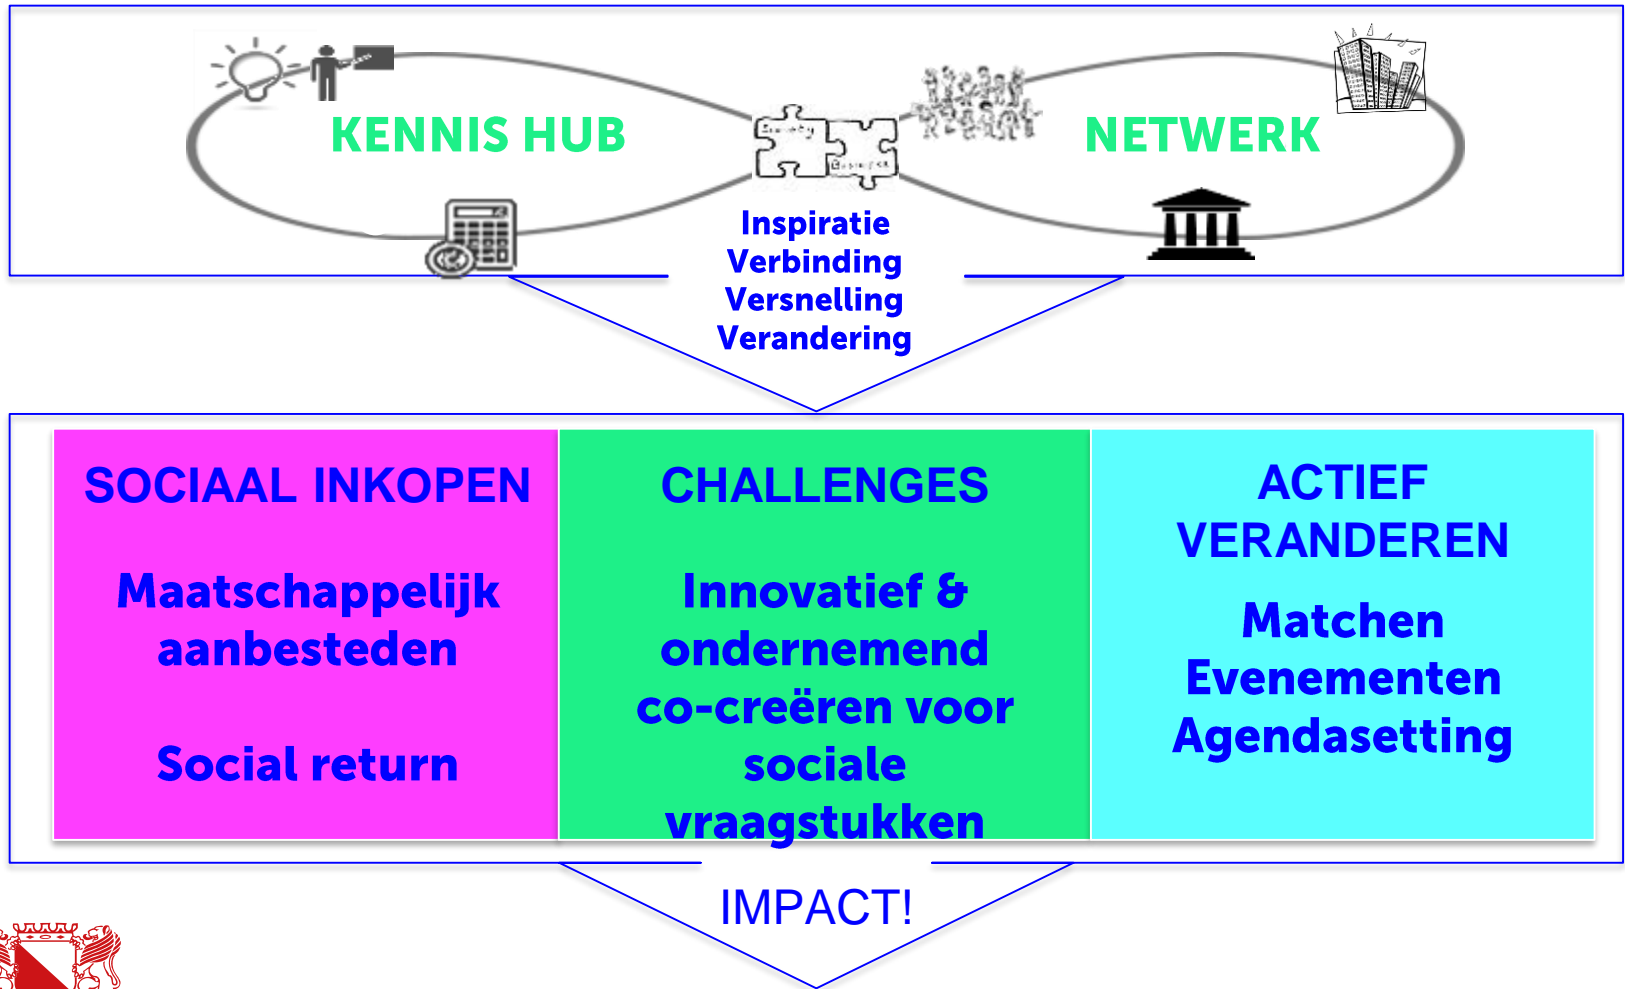 KENNIS HUB
NETWERK
Inspiratie
Verbinding
Versnelling
Verandering
SOCIAAL INKOPEN
Maatschappelijk
aanbesteden
Social return
CHALLENGES
Innovatief &
ondernemend
co-creëren voor
sociale
vraagstukken
ACTIEF
VERANDEREN
Matchen
Evenementen
Agendasetting
IMPACT!